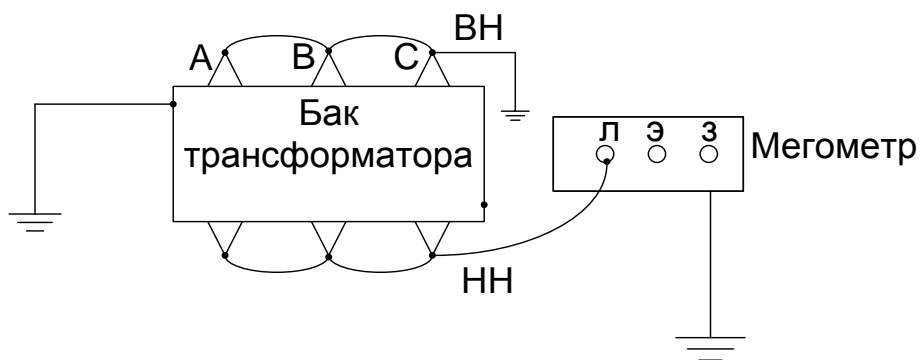 ВН
А
В
С
Бак
трансформатора
Л
Э
З
Мегометр
НН